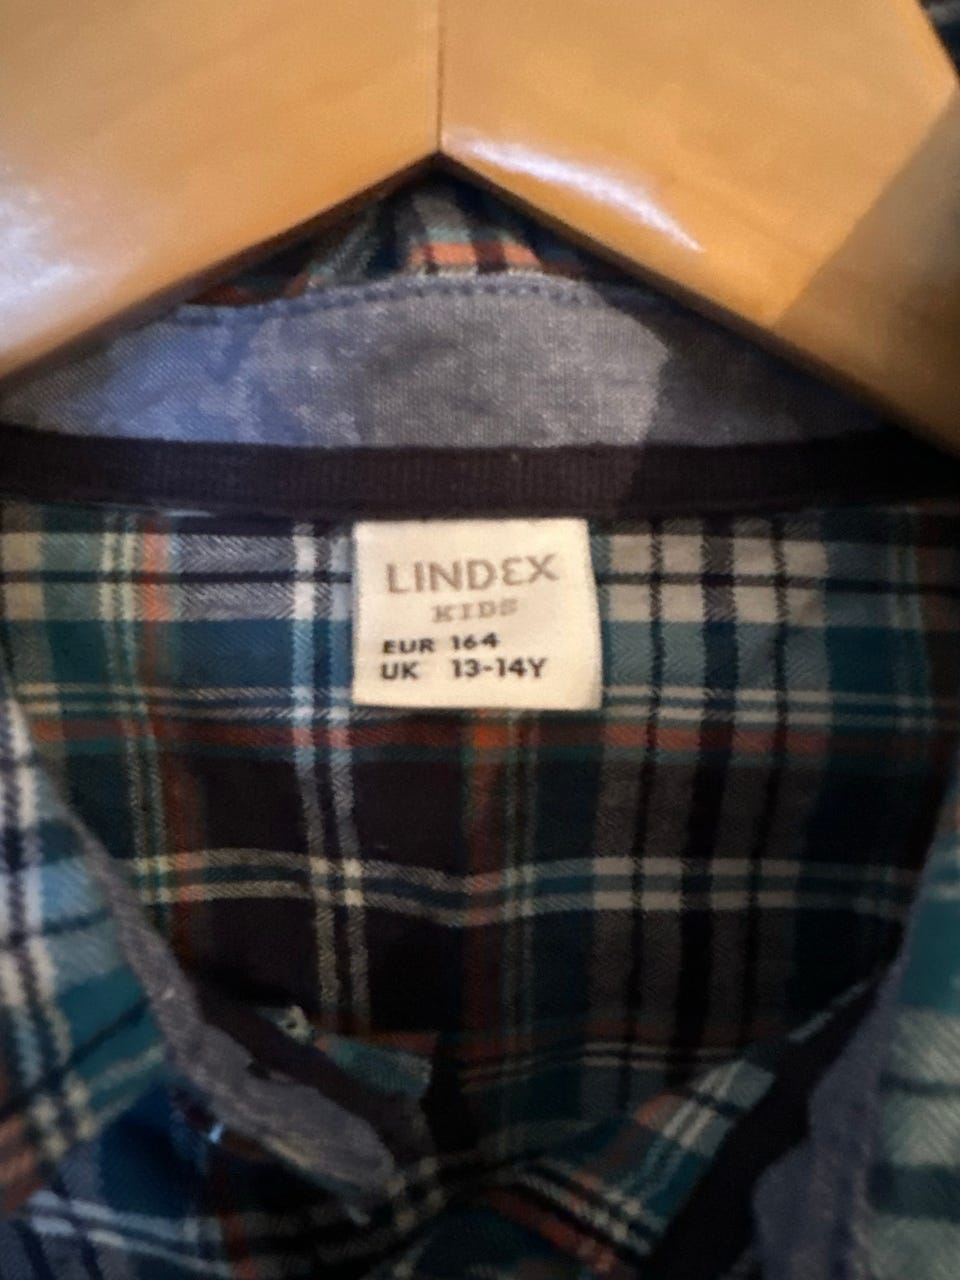 LINDEX
KIDS
EUR 164
UK 13-14Y